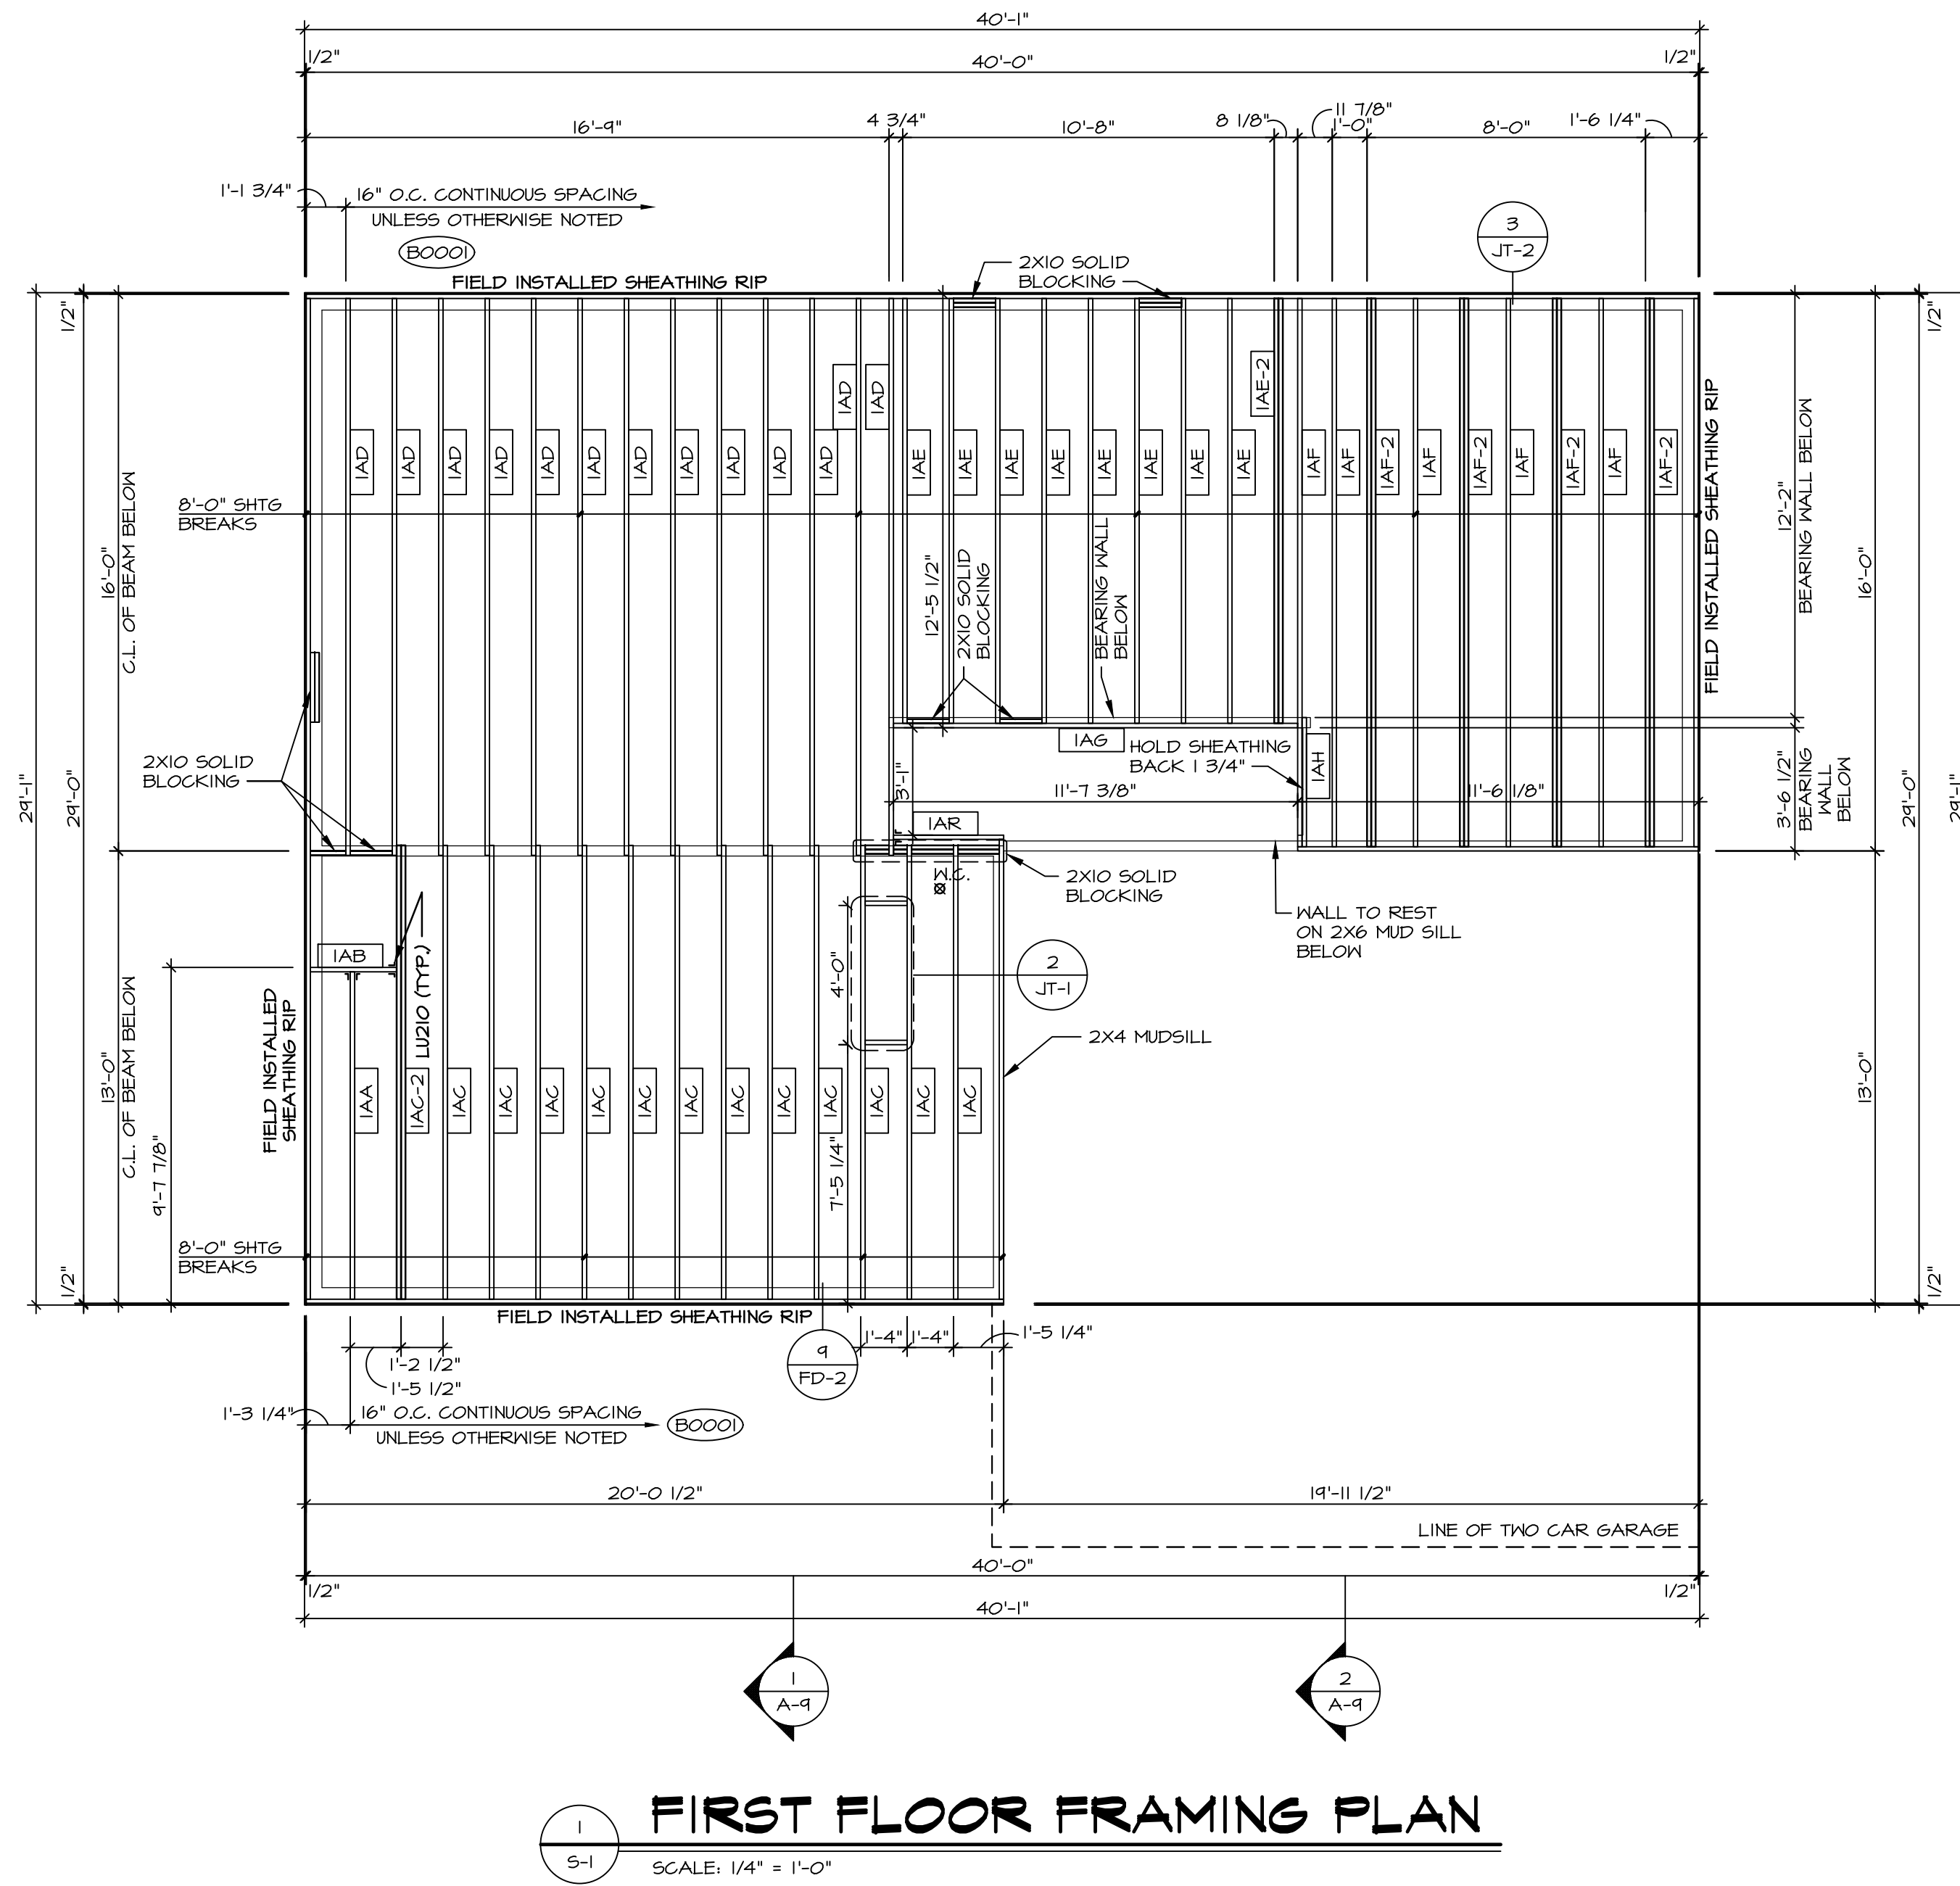 40'-1"
1/2"
40'-0"
1/2"
16'-9"
4 3/4"
10'-8"
8 1/8"
11 7/8"
1'-0"
8'-0"
1'-6 1/4"
1'-1 3/4"
16" O.C. CONTINUOUS SPACING
UNLESS OTHERWISE NOTED
B0001
3
JT-2
FIELD INSTALLED SHEATHING RIP
2X10 SOLID
BLOCKING
1/2"
1/2"
1AD
1AD
1AE-2
1AD
1AD
1AD
1AD
1AD
1AD
1AD
1AD
1AD
1AD
1AD
1AE
1AE
1AE
1AE
1AE
1AE
1AE
1AE
1AF
1AF
1AF-2
1AF
1AF-2
1AF
1AF-2
1AF
1AF-2
FIELD INSTALLED SHEATHING RIP
8'-0" SHTG
BREAKS
16'-0"
C.L. OF BEAM BELOW
12'-5 1/2"
2X10 SOLID
BLOCKING
BEARING WALL
BELOW
12'-2"
BEARING WALL BELOW
16'-0"
29'-1"
29'-0"
2X10 SOLID
BLOCKING
1AG
HOLD SHEATHING
BACK 1 3/4"
1AH
3'-1"
11'-7 3/8"
11'-6 1/8"
3'-6 1/2"
BEARING
WALL
BELOW
29'-0"
29'-1"
1AR
W.C.
2X10 SOLID
BLOCKING
WALL TO REST
ON 2X6 MUD SILL
BELOW
1AB
LU210 (TYP.)
4'-0"
2
JT-1
2X4 MUDSILL
13'-0"
C.L. OF BEAM BELOW
9'-7 7/8"
FIELD INSTALLED
SHEATHING RIP
1AA
1AC-2
1AC
1AC
1AC
1AC
1AC
1AC
1AC
1AC
1AC
1AC
1AC
1AC
7'-5 1/4"
13'-0"
8'-0" SHTG
BREAKS
1/2"
1/2"
FIELD INSTALLED SHEATHING RIP
1'-2 1/2"
1'-5 1/2"
9
FD-2
1'-4"
1'-4"
1'-5 1/4"
1'-3 1/4"
16" O.C. CONTINUOUS SPACING
UNLESS OTHERWISE NOTED
B0001
20'-0 1/2"
19'-11 1/2"
LINE OF TWO CAR GARAGE
40'-0"
1/2"
1/2"
40'-1"
1
A-9
2
A-9
1
S-1
FIRST FLOOR FRAMING PLAN
SCALE: 1/4" = 1'-0"